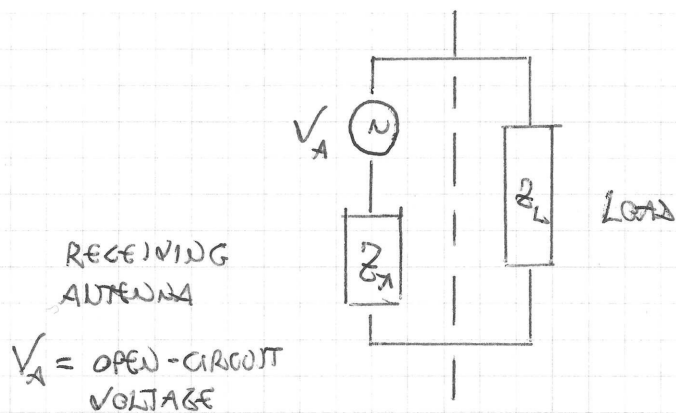 V_A
N
Z_A
Z_L
LOAD
RECEIVING
ANTENNA
V_A = OPEN-CIRCUIT
VOLTAGE